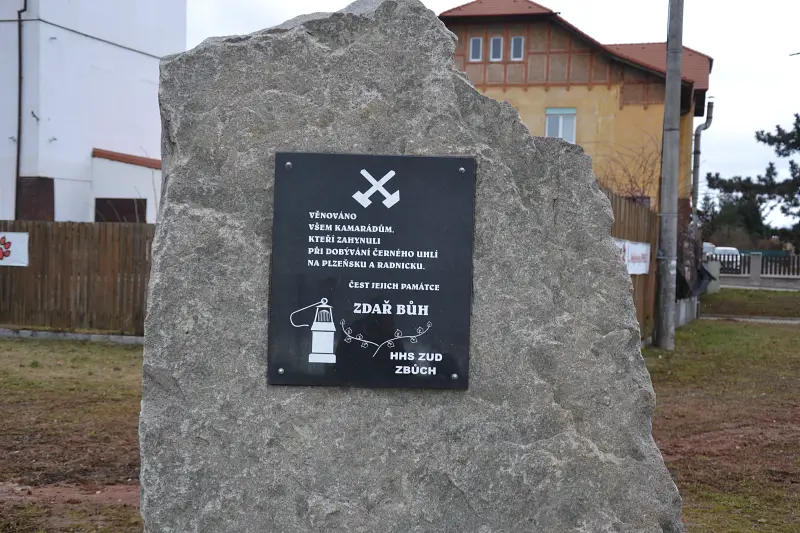 VĚNOVÁNO
VŠEM KAMARÁDŮM,
KTEŘÍ ZAHYNULI
PŘI DOBÝVÁNÍ ČERNÉHO UHLÍ
NA PLZEŇSKU A RADNICKU.
ČEST JEJICH PAMÁTCE
ZDAŘ BŮH
HHS ZUD
ZBŮCH